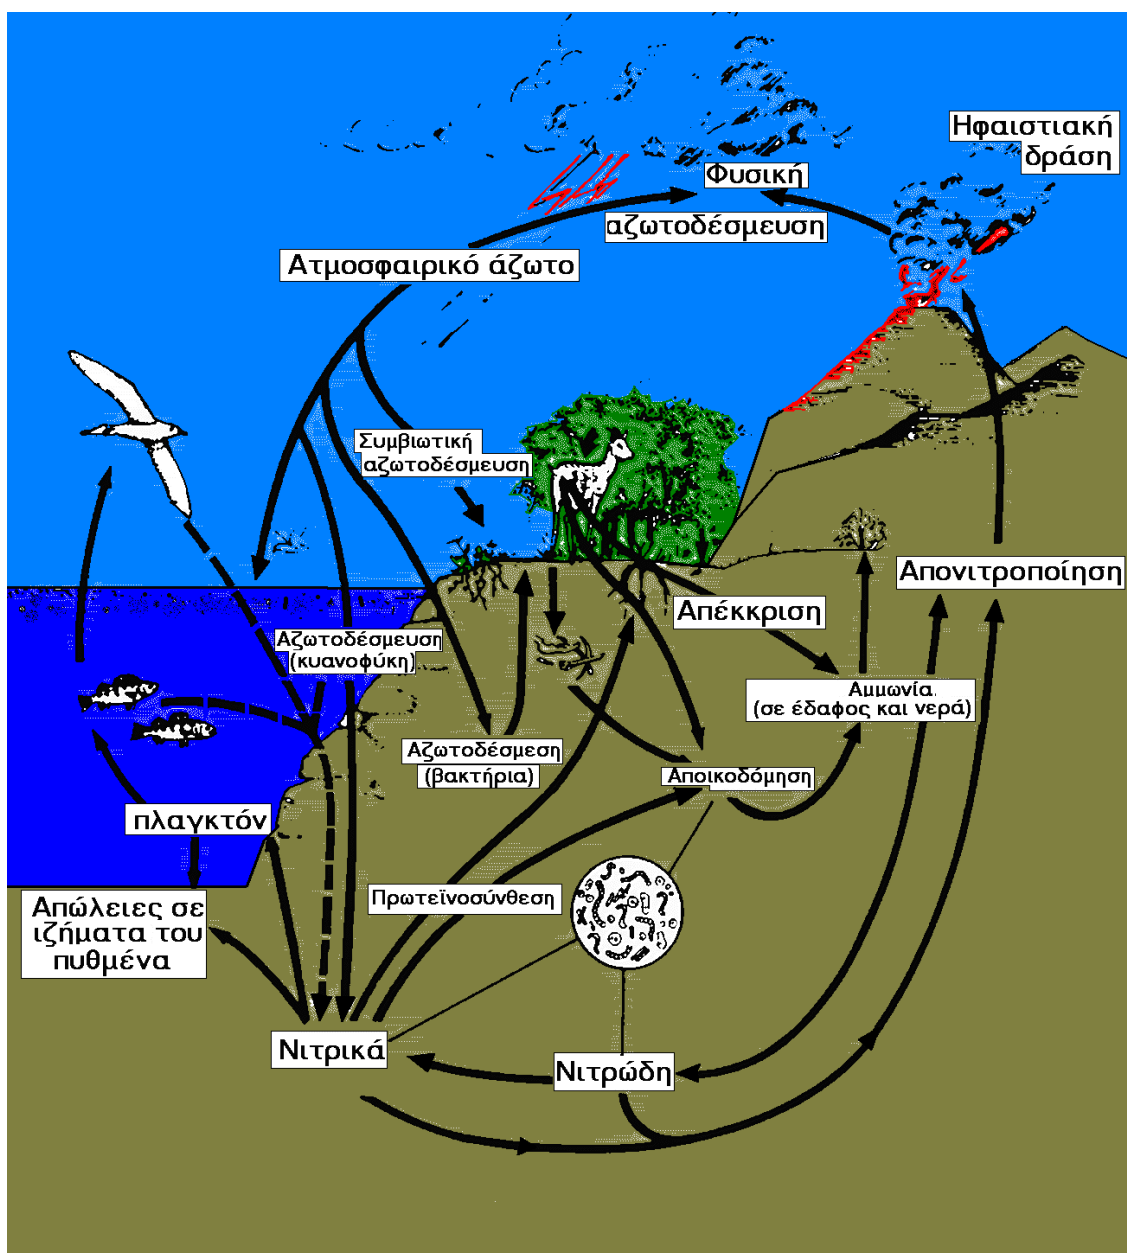 Ηφαιστιακή
δράση
Φυσική
αζωτοδέσμευση
Ατμοσφαιρικό άζωτο
Συμβιωτική
αζωτοδέσμευση
Απονιτροποίηση
Απέκκριση
Αζωτοδέσμευση
(κυανοφύκη)
Αμμωνία
(σε έδαφος και νερά)
Αζωτοδέσμεση
(βακτήρια)
Αποικοδόμηση
πλαγκτόν
Πρωτεϊνοσύνθεση
Απώλειες σε
ιζήματα του
πυθμένα
Νιτρικά
Νιτρώδη